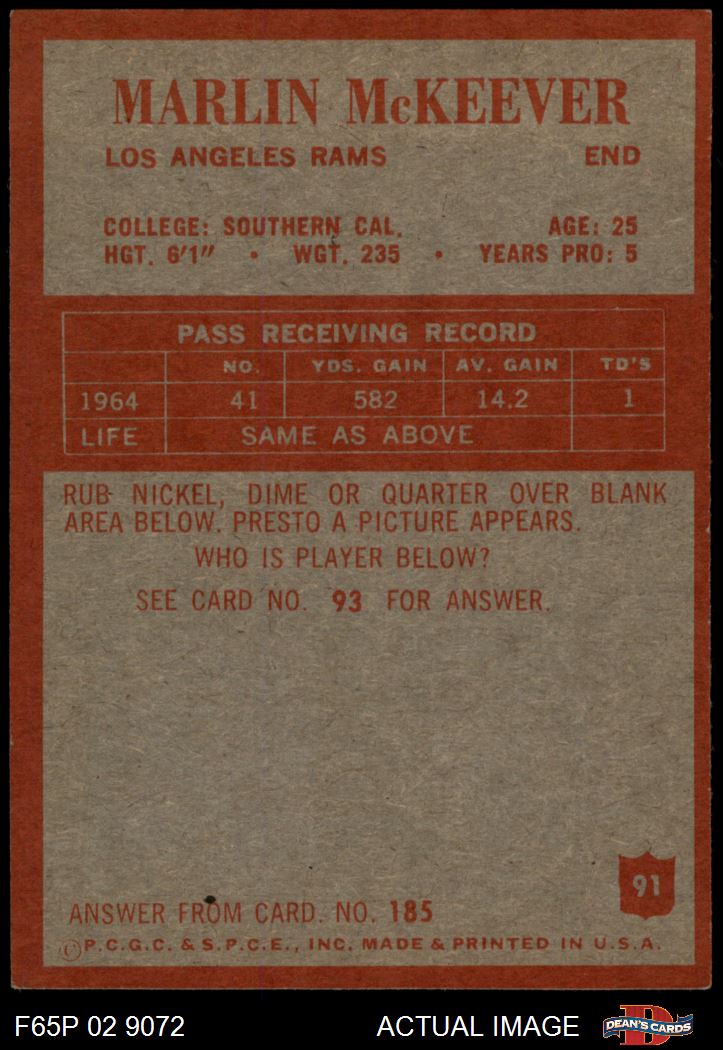 MARLIN McKEEVER
LOS ANGELES RAMS END
COLLEGE: SOUTHERN CAL. AGE: 25
HGT. 6'1" • WGT. 235 • YEARS PRO: 5
PASS RECEIVING RECORD
NO. YDS. GAIN AV. GAIN TD'S
1964 41 582 14.2 1
LIFE SAME AS ABOVE
RUB NICKEL, DIME OR QUARTER OVER BLANK
AREA BELOW. PRESTO A PICTURE APPEARS.
WHO IS PLAYER BELOW?
SEE CARD NO. 93 FOR ANSWER.
91
ANSWER FROM CARD. NO. 185
© P.C.G.C. & S.P.C.E., INC. MADE & PRINTED IN U.S.A.
F65P 02 9072 ACTUAL IMAGE D DEAN'S CARDS